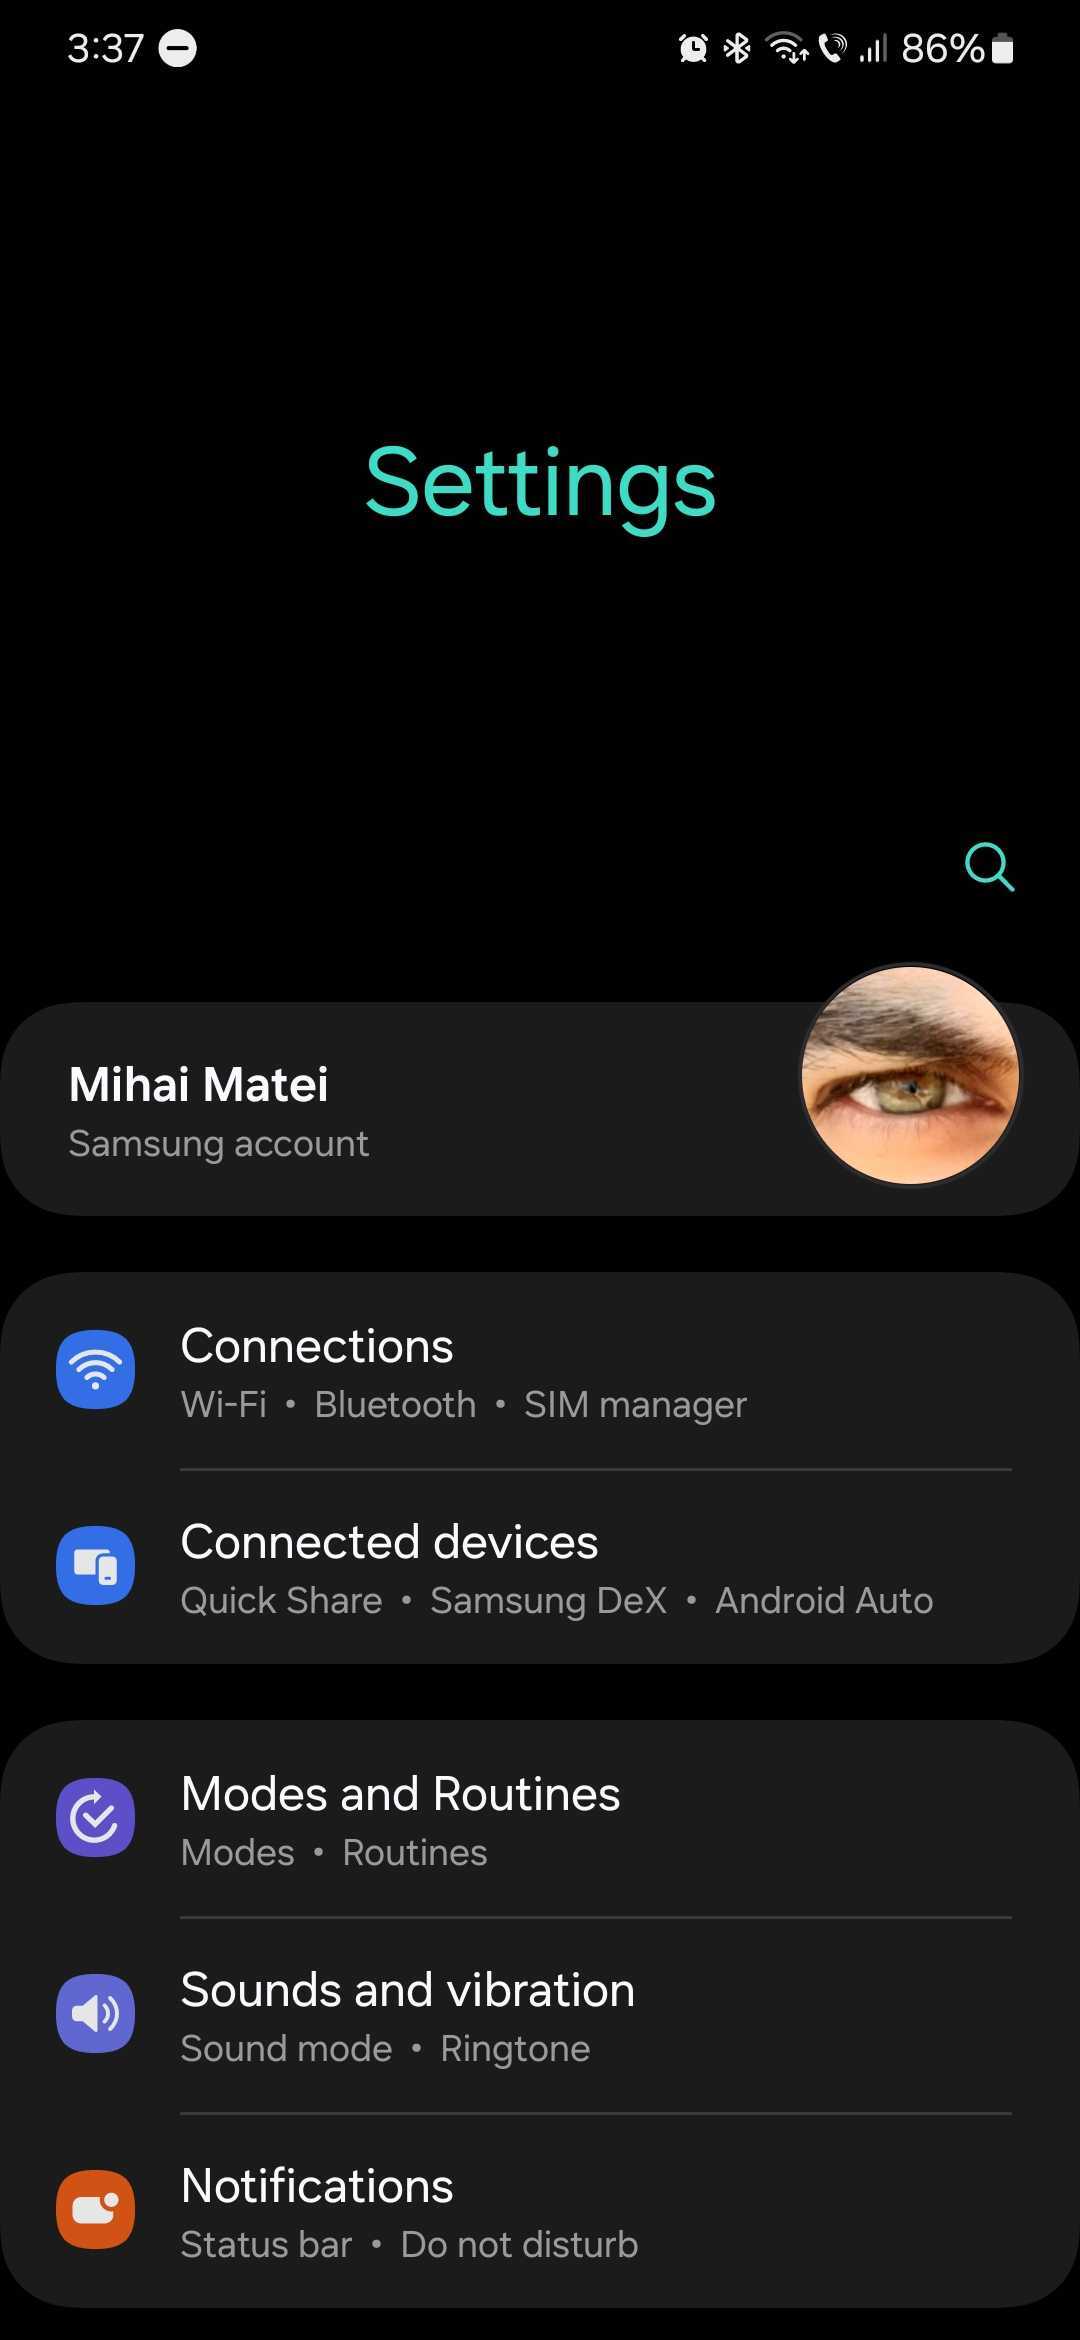 3:37 86%
Settings
Mihai Matei
Samsung account
Connections
Wi-Fi • Bluetooth • SIM manager
Connected devices
Quick Share • Samsung DeX • Android Auto
Modes and Routines
Modes • Routines
Sounds and vibration
Sound mode • Ringtone
Notifications
Status bar • Do not disturb